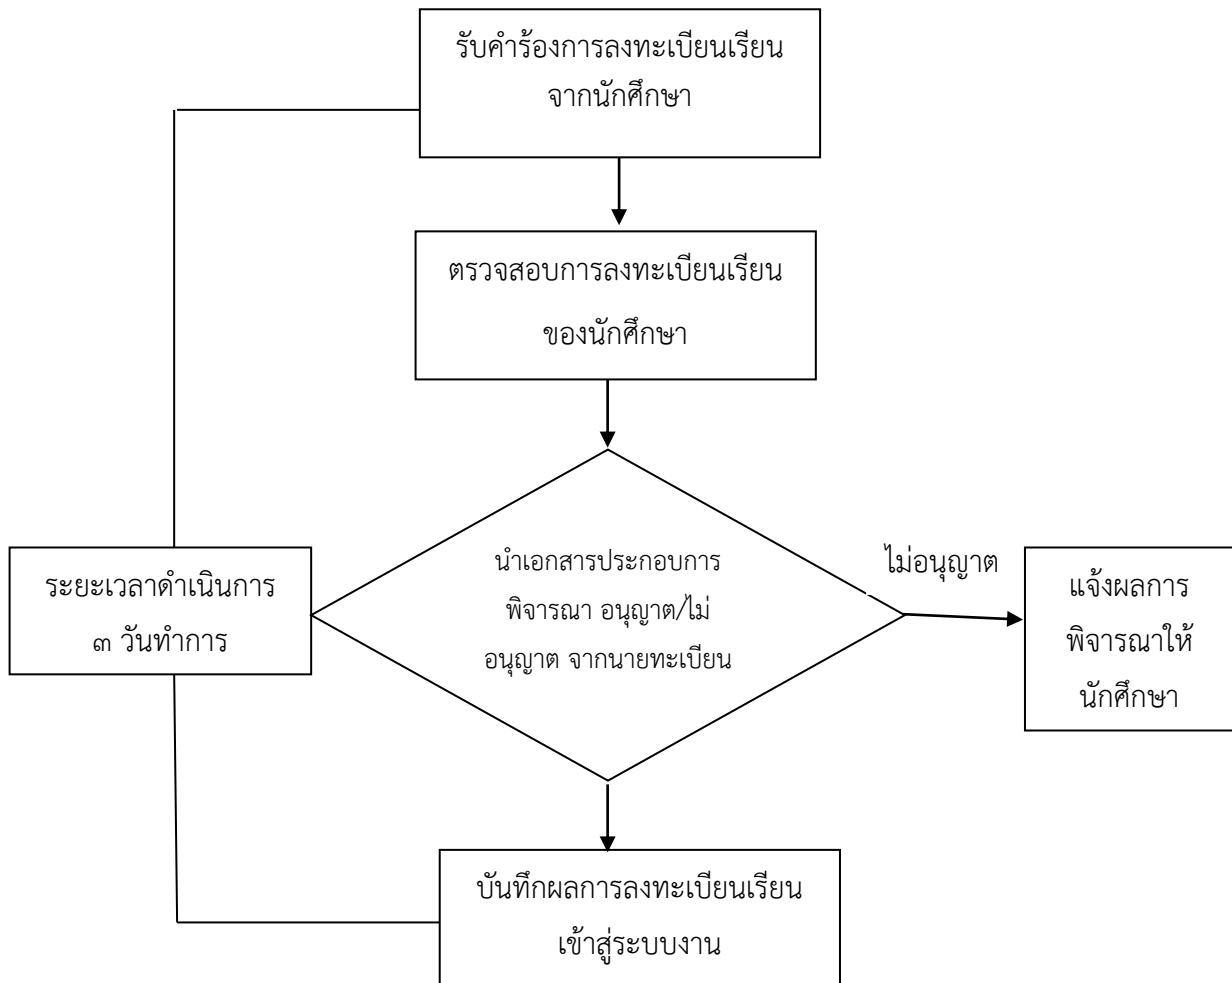 รับคำร้องการลงทะเบียนเรียน
จากนักศึกษา
ตรวจสอบการลงทะเบียนเรียน
ของนักศึกษา
นำเอกสารประกอบการ
พิจารณา อนุญาต/ไม่
อนุญาต จากนายทะเบียน
ไม่อนุญาต
แจ้งผลการ
พิจารณาให้
นักศึกษา
ระยะเวลาดำเนินการ
๓ วันทำการ
บันทึกผลการลงทะเบียนเรียน
เข้าสู่ระบบงาน